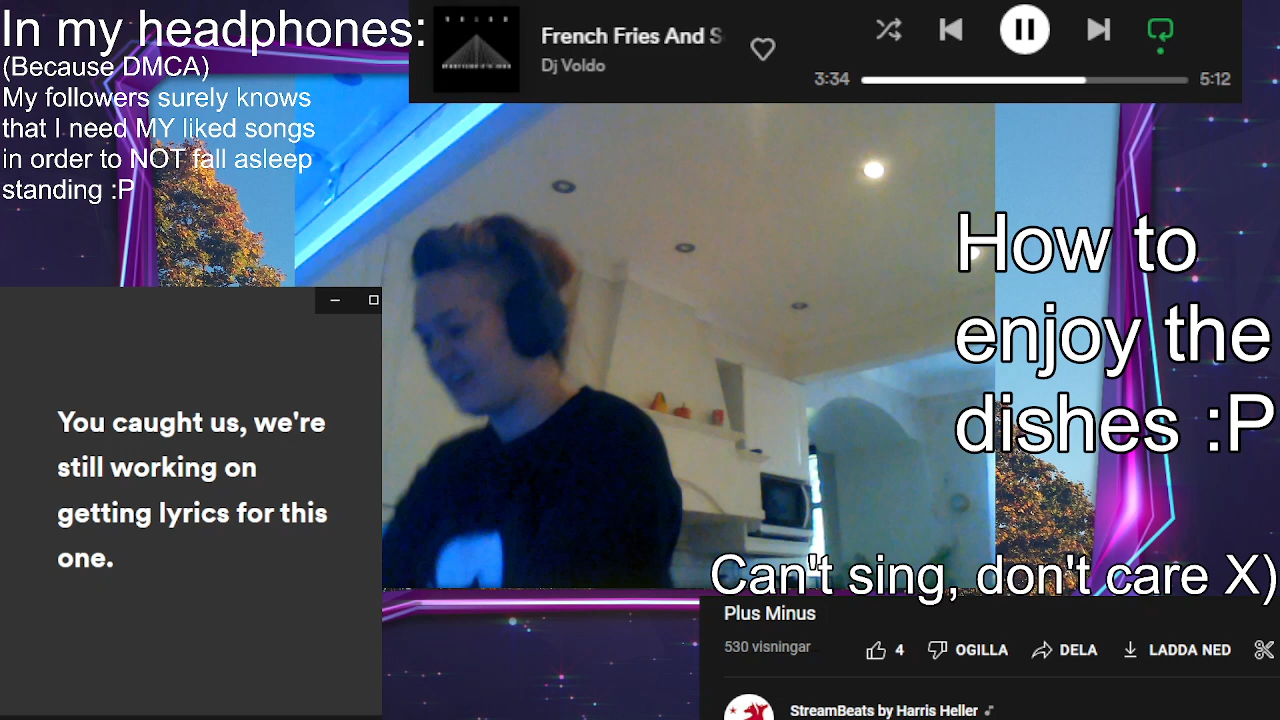 In my headphones:
(Because DMCA)
My followers surely knows
that I need MY liked songs
in order to NOT fall asleep
standing :P
French Fries And S
Dj Voldo
3:34
5:12
How to
enjoy the
dishes :P
You caught us, we're
still working on
getting lyrics for this
one.
Can't sing, don't care X)
Plus Minus
530 visningar
4 OGILLA DELA LADDA NED
StreamBeats by Harris Heller